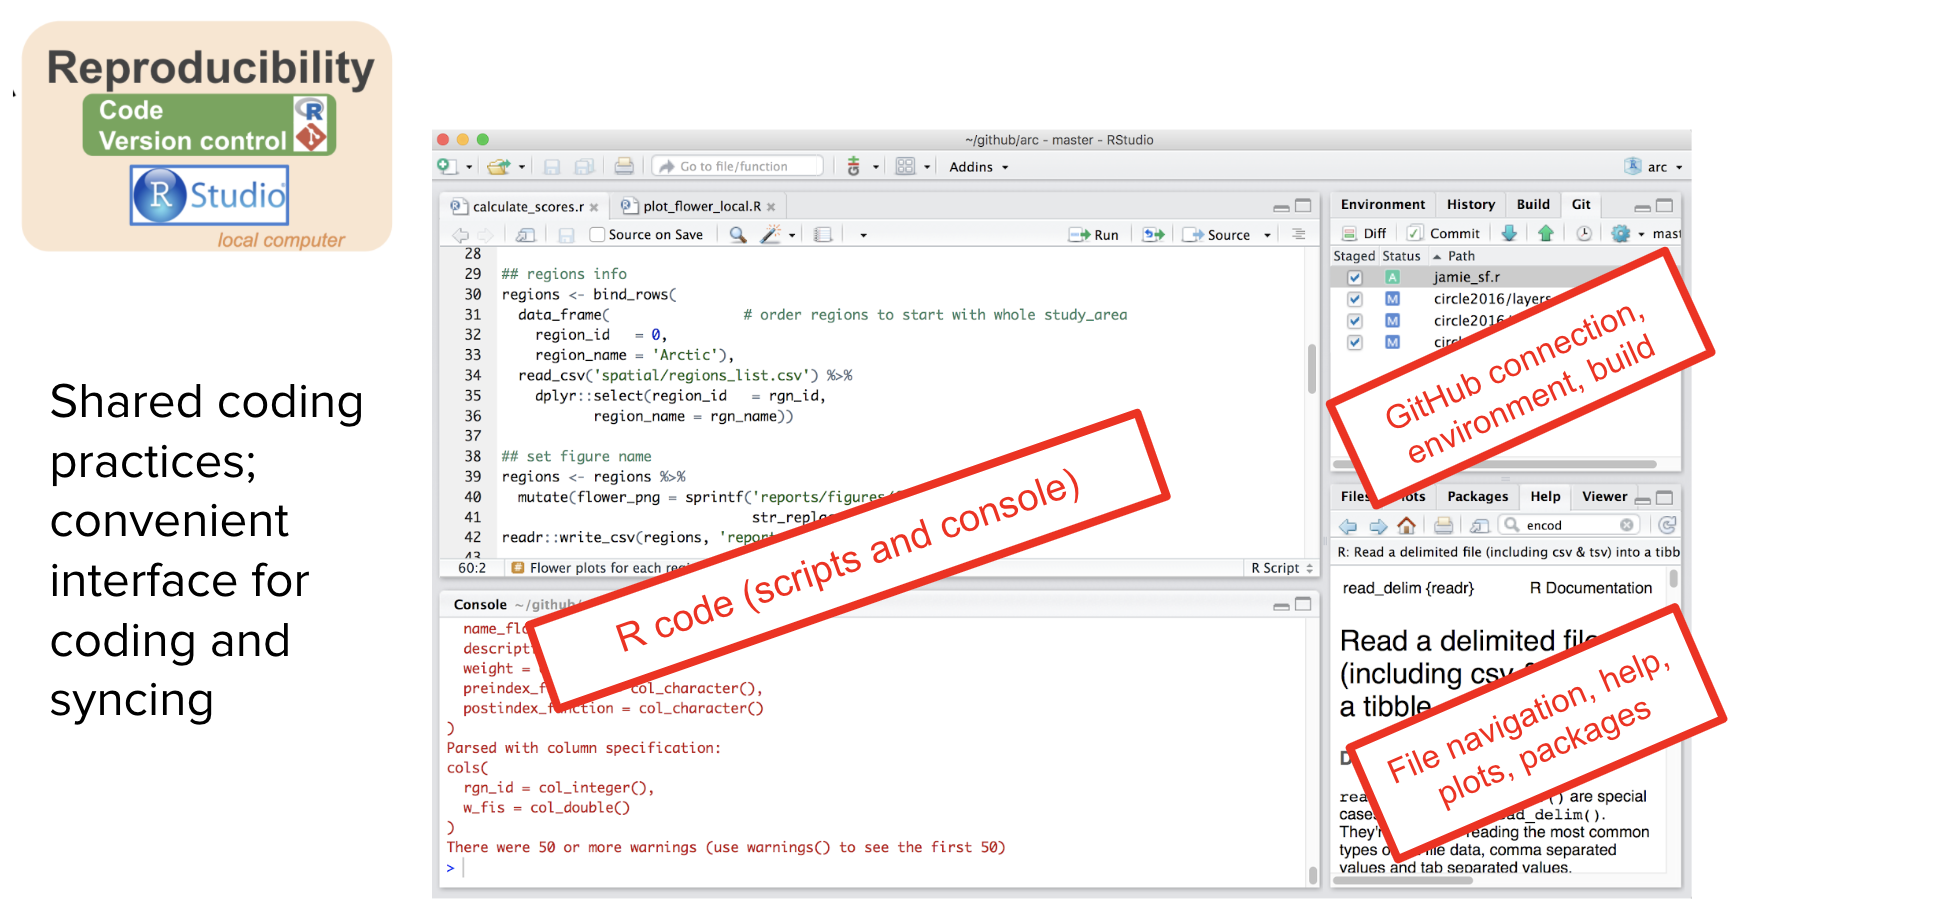 Reproducibility
Code
Version control
R Studio
local computer
Shared coding
practices;
convenient
interface for
coding and
syncing
~/github/arc - master - RStudio
Go to file/function
Addins
arc
calculate_scores.r
plot_flower_local.R
Source on Save
Run
Source
28
29 ## regions info
30 regions <- bind_rows(
31 data_frame( # order regions to start with whole study_area
32 region_id = 0,
33 region_name = 'Arctic'),
34 read_csv('spatial/regions_list.csv') %>%
35 dplyr::select(region_id = rgn_id,
36 region_name = rgn_name))
37
38 ## set figure name
39 regions <- regions %>%
40 mutate(flower_png = sprintf('reports/figures/
41 str_repla
42 readr::write_csv(regions, 'report
43
60:2 # Flower plots for each reg
R Script
R code (scripts and console)
Console ~/github/
name_flo
descript
weight =
preindex_f = col_character(),
postindex_function = col_character()
)
Parsed with column specification:
cols(
rgn_id = col_integer(),
w_fis = col_double()
)
There were 50 or more warnings (use warnings() to see the first 50)
>
Environment History Build Git
Diff Commit mast
Staged Status Path
A jamie_sf.r
M circle2016/layers
M circle2016
M circ
GitHub connection,
environment, build
Files Plots Packages Help Viewer
encod
R: Read a delimited file (including csv & tsv) into a tibb
read_delim {readr} R Documentation
Read a delimited file
(including csv
a tibble
D
File navigation, help,
plots, packages
rea () are special
case ad_delim().
They'r reading the most common
types of file data, comma separated
values and tab separated values.